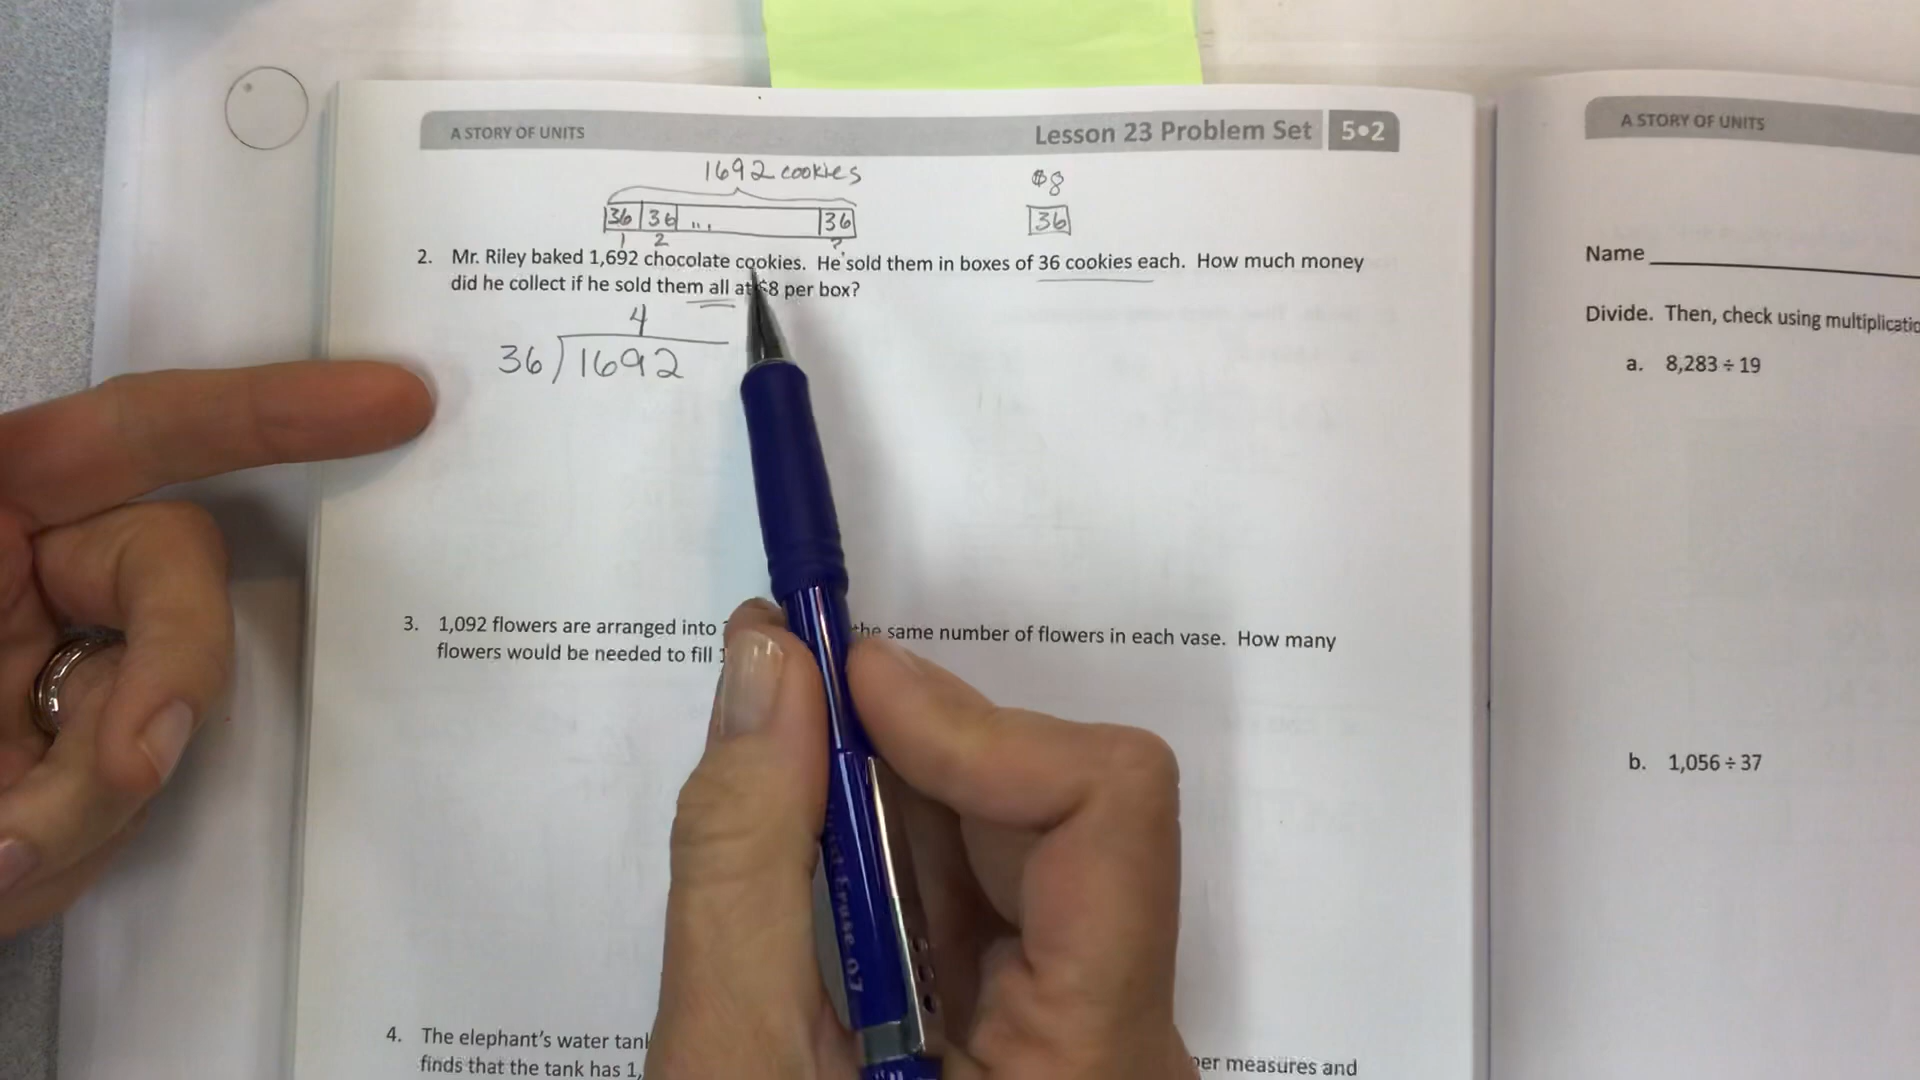 A STORY OF UNITS
Lesson 23 Problem Set 5•2
1692 cookies
$8
36 36 ... 36
36
1 2 ?
2. Mr. Riley baked 1,692 chocolate cookies. He sold them in boxes of 36 cookies each. How much money
did he collect if he sold them all at $8 per box?
4
36)1692
3. 1,092 flowers are arranged into the same number of flowers in each vase. How many
flowers would be needed to fill
4. The elephant's water
finds that the tank has 1, measures and
A STORY OF UNITS
Name
Divide. Then, check using
a. 8,283 ÷ 19
b. 1,056 ÷ 37